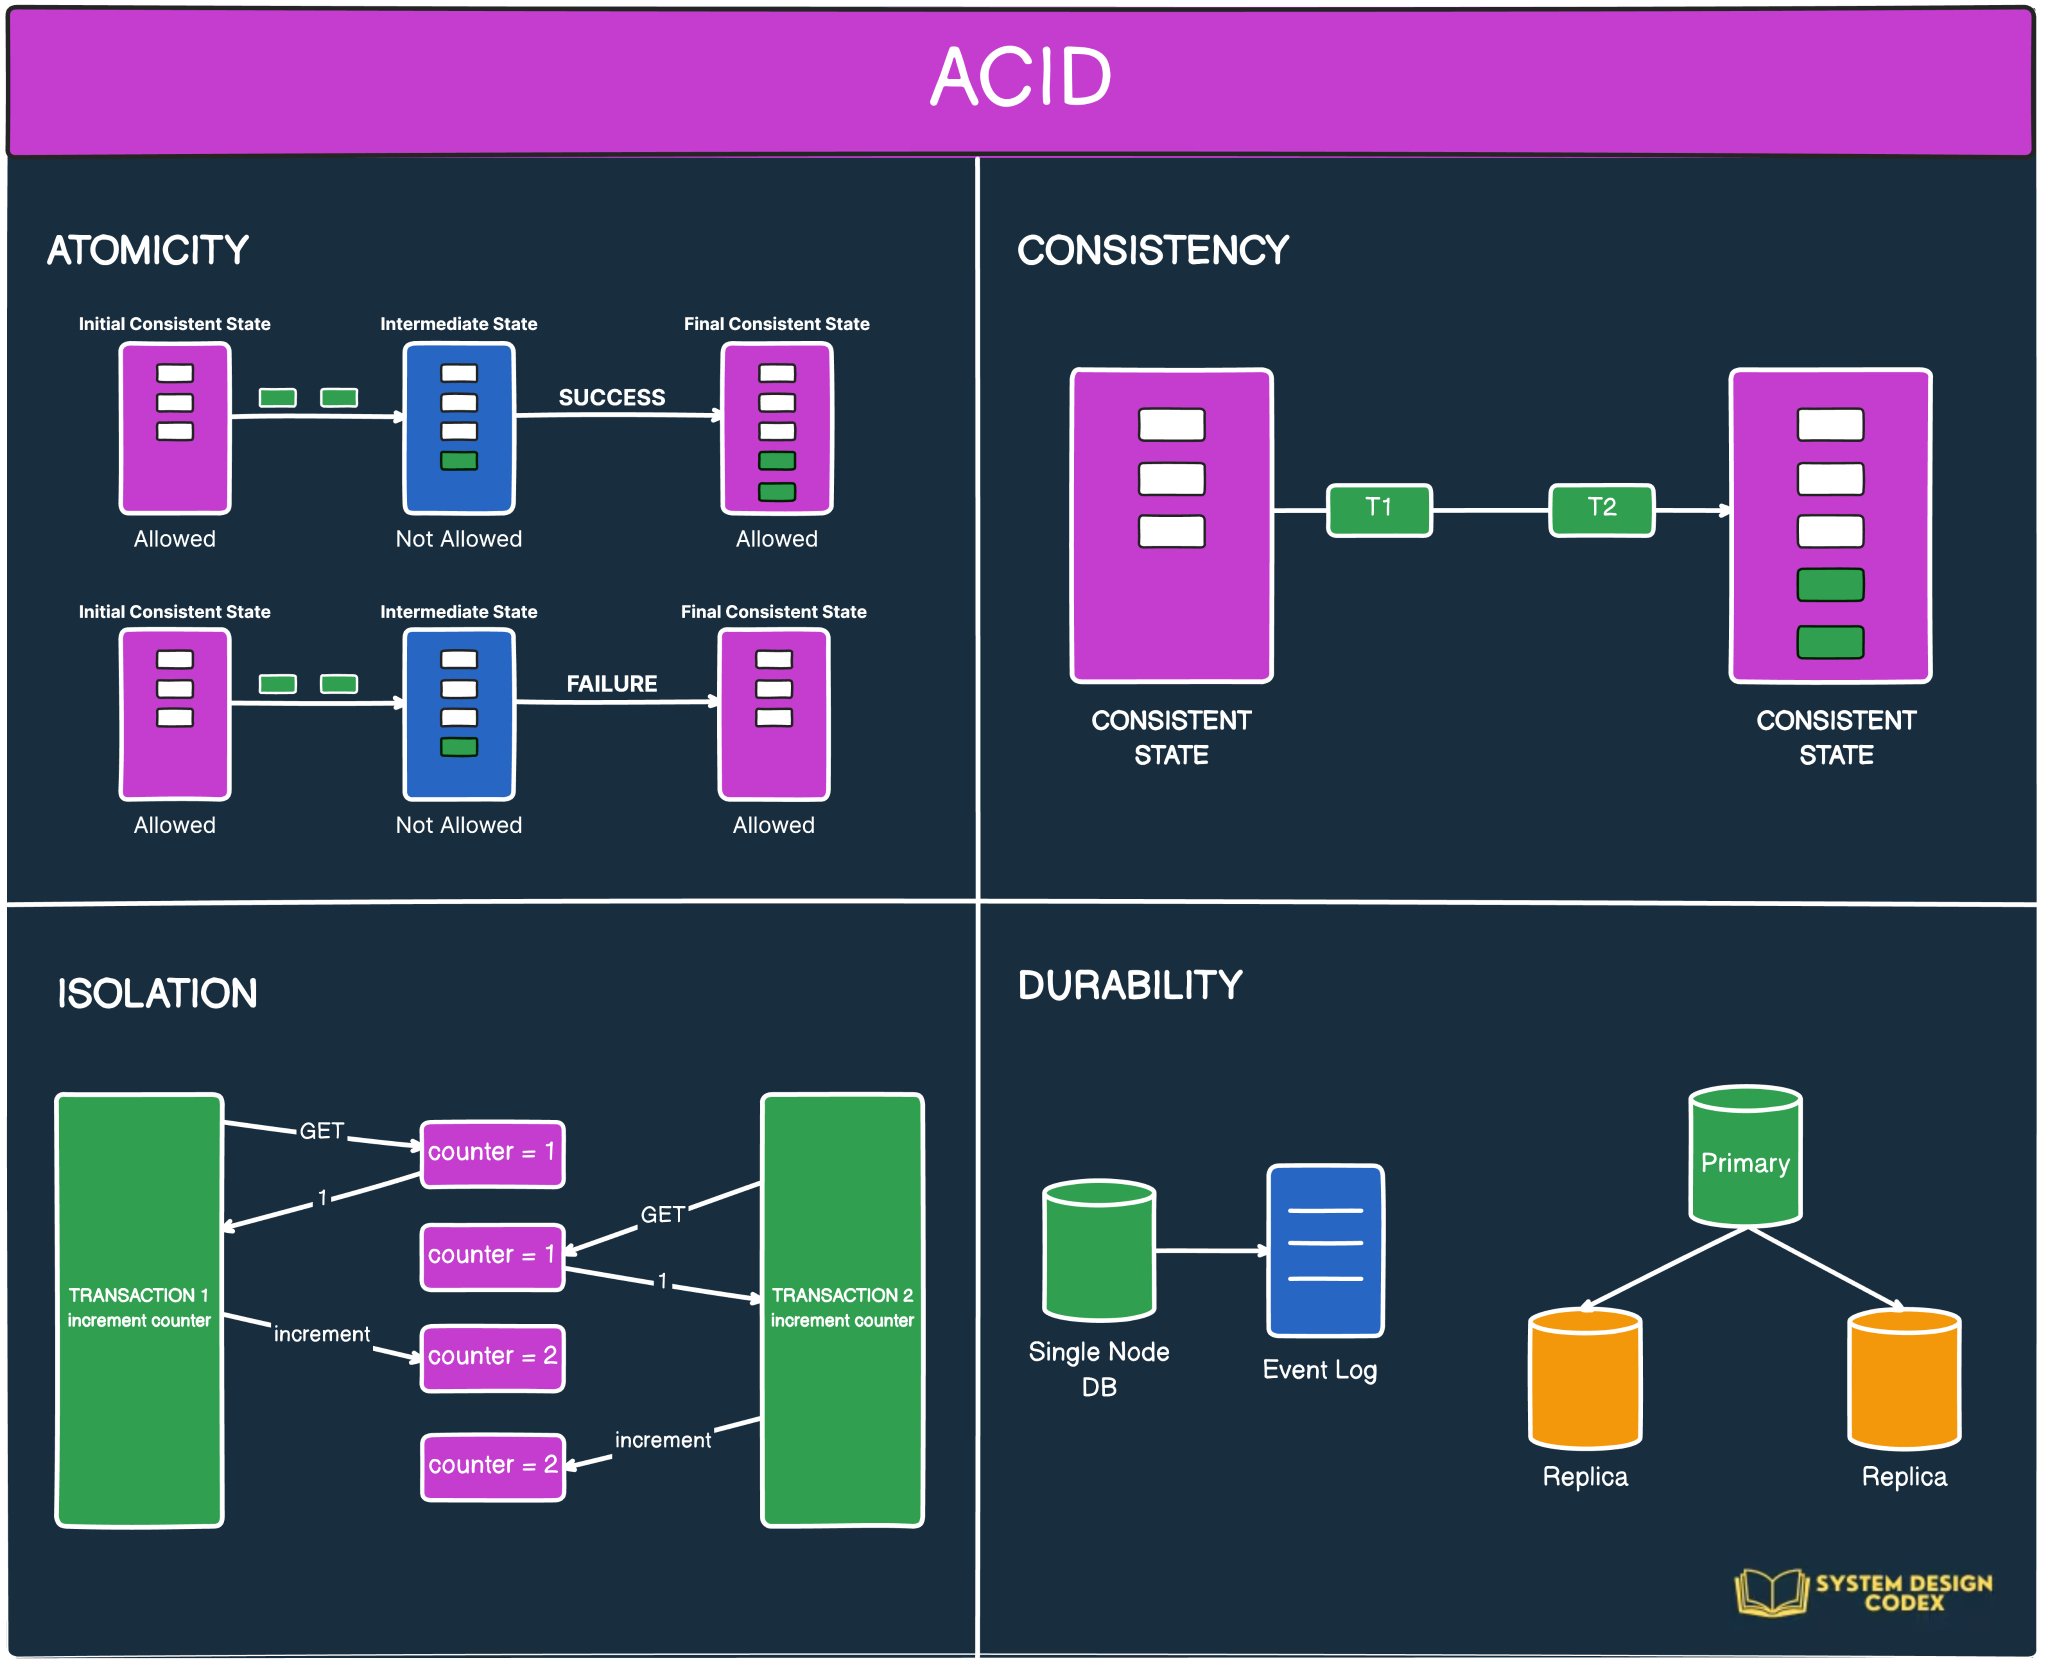 ACID
ATOMICITY
Initial Consistent State
Intermediate State
Final Consistent State
SUCCESS
Allowed
Not Allowed
Allowed
Initial Consistent State
Intermediate State
Final Consistent State
FAILURE
Allowed
Not Allowed
Allowed
CONSISTENCY
T1
T2
CONSISTENT
STATE
CONSISTENT
STATE
ISOLATION
TRANSACTION 1
increment counter
GET
counter = 1
1
GET
counter = 1
1
increment
counter = 2
increment
counter = 2
TRANSACTION 2
increment counter
DURABILITY
Single Node
DB
Event Log
Primary
Replica
Replica
SYSTEM DESIGN
CODEX